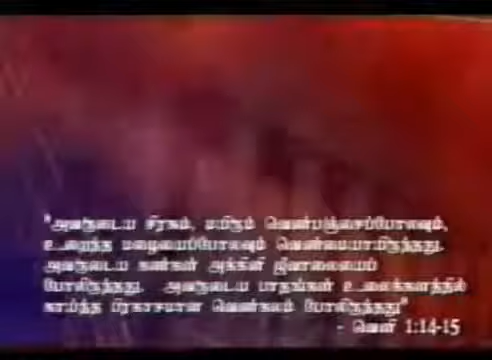 "அவருடைய சிரசும், மயிரும் வெண்பஞ்சைப்போலவும்,
உறைந்த மழையைப்போலவும் வெண்மையாயிருந்தது.
அவருடைய கண்கள் அக்கினி ஜீவாலையைப்
போலிருந்தது. அவருடைய பாதங்கள் உலைக்களத்தில்
காய்ந்த பிரகாசமான வெண்கலம் போலிருந்தது"
- வெளி 1:14-15